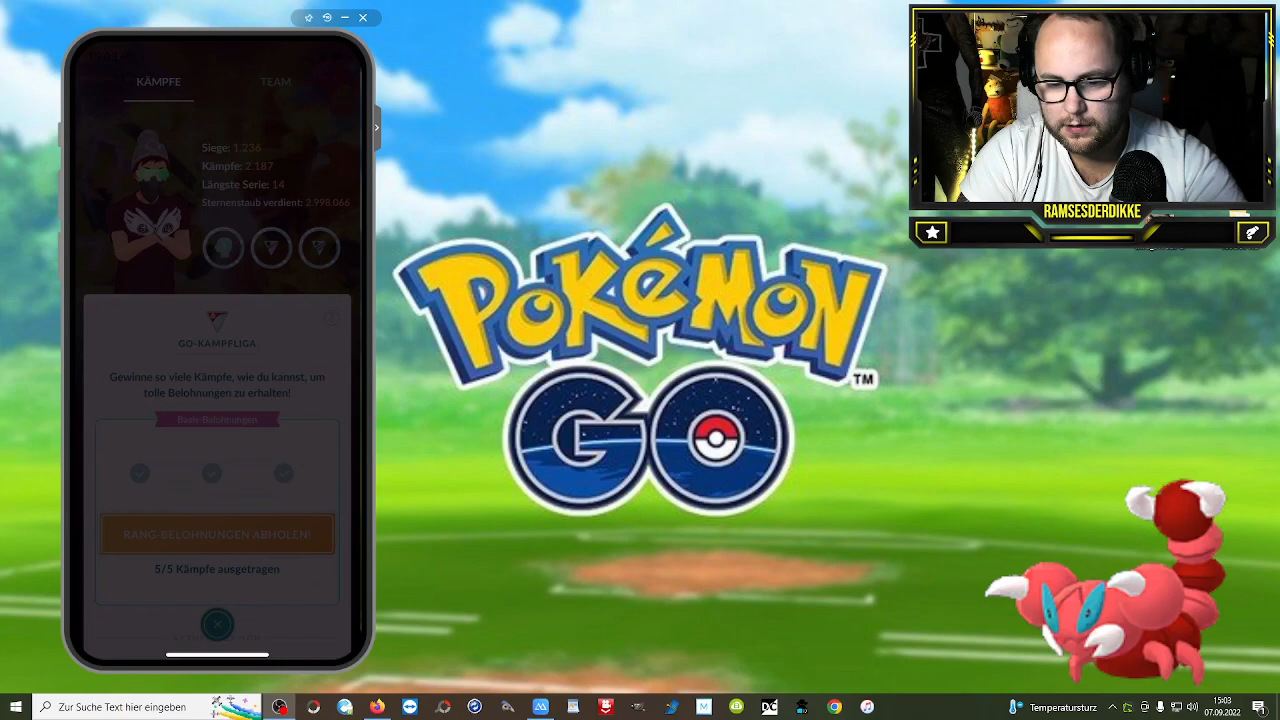 KÄMPFE TEAM
Siege: 1.236
Kämpfe: 2.187
Längste Serie: 14
Sternenstaub verdient: 2.998.066
GO-KAMPFLIGA
Gewinne so viele Kämpfe, wie du kannst, um
tolle Belohnungen zu erhalten!
Basis-Belohnungen
RANG-BELOHNUNGEN ABHOLEN!
5/5 Kämpfe ausgetragen
POKÉMON
TM
GO
RAMSESDERDIKKE
Zur Suche Text hier eingeben
Temperatursturz
15:03
07.09.2022